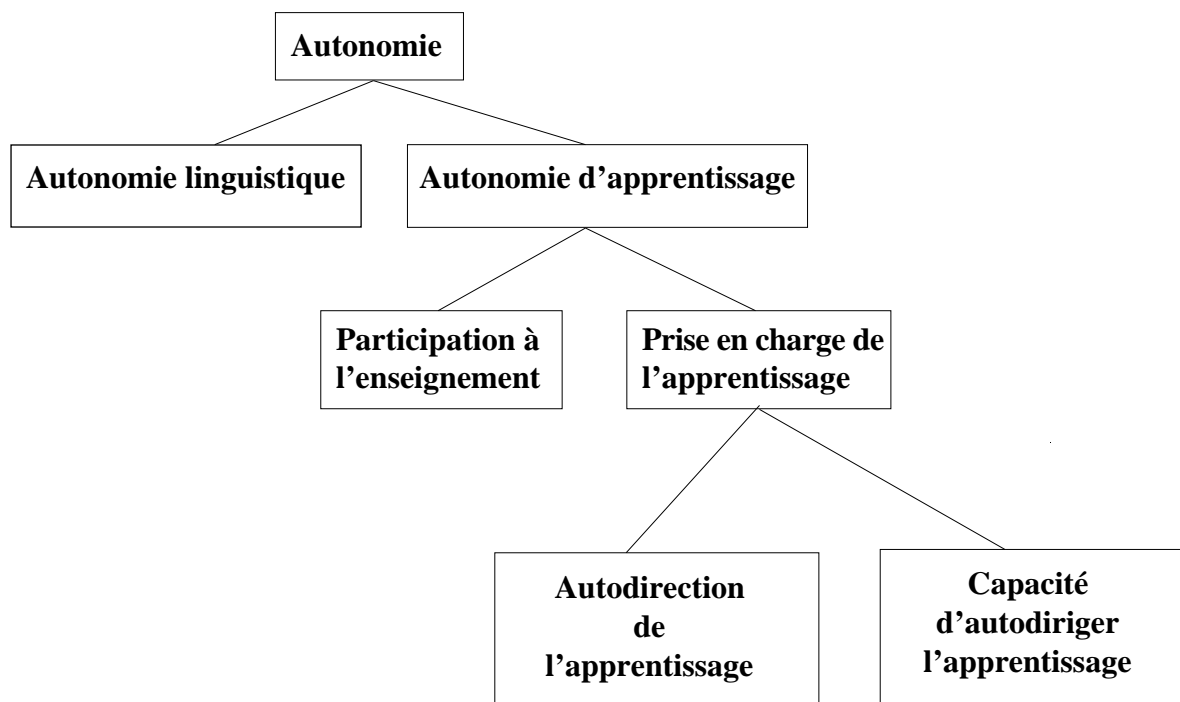 Autonomie
Autonomie linguistique
Autonomie d’apprentissage
Participation à
l’enseignement
Prise en charge de
l’apprentissage
Autodirection
de
l’apprentissage
Capacité
d’autodiriger
l’apprentissage